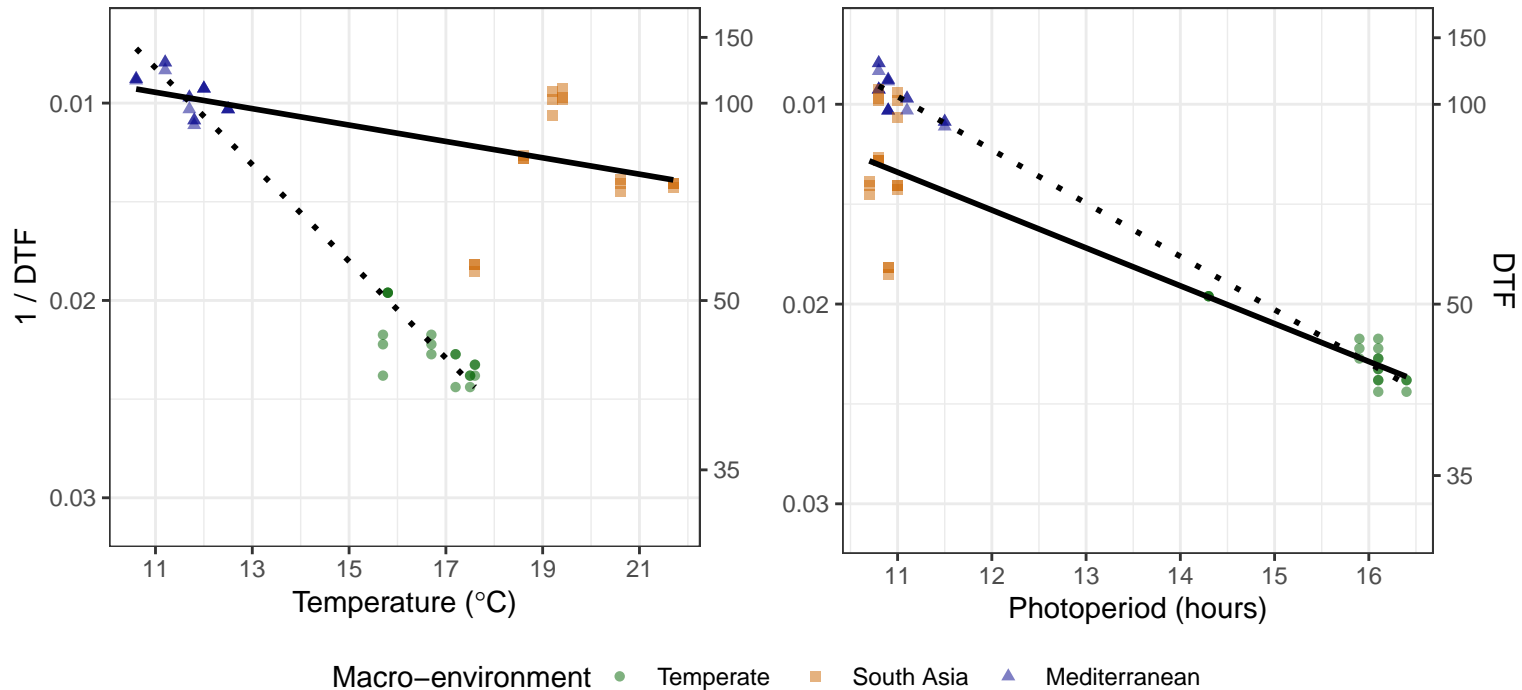 1 / DTF
0.01
0.02
0.03
150
100
50
35
11 13 15 17 19 21
Temperature (°C)
0.01
0.02
0.03
150
100
50
35
DTF
11 12 13 14 15 16
Photoperiod (hours)
Macro−environment Temperate South Asia Mediterranean